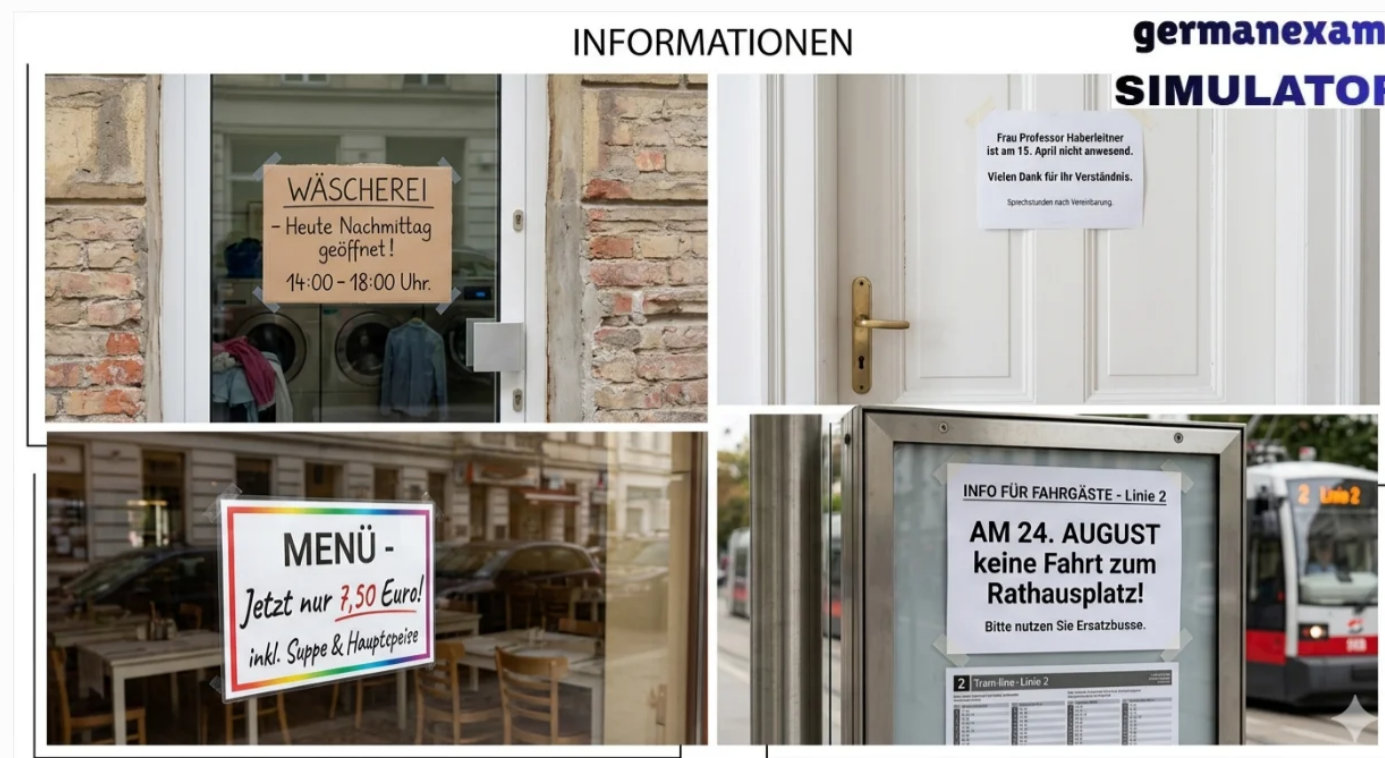 INFORMATIONEN
germanexam
SIMULATOR
WÄSCHEREI
- Heute Nachmittag
geöffnet!
14:00 - 18:00 Uhr.
Frau Professor Haberleitner
ist am 15. April nicht anwesend.
Vielen Dank für Ihr Verständnis.
Sprechstunden nach Vereinbarung.
MENÜ -
Jetzt nur 7,50 Euro!
inkl. Suppe & Hauptcpeise
INFO FÜR FAHRGÄSTE - Linie 2
AM 24. AUGUST
keine Fahrt zum
Rathausplatz!
Bitte nutzen Sie Ersatzbusse.
2 Tram-line - Linie 2
2 Linie 2